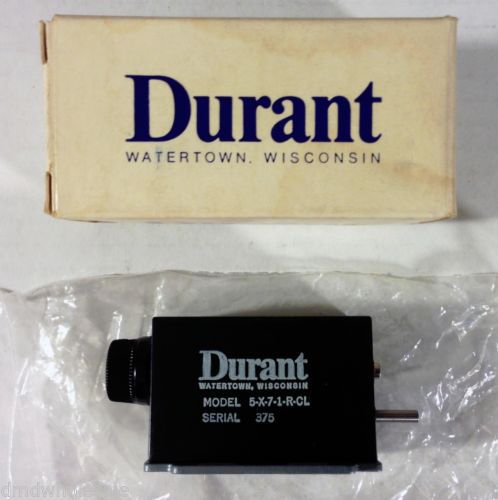 Durant
WATERTOWN, WISCONSIN
Durant
WATERTOWN, WISCONSIN
MODEL 5-X-7-1-R-CL
SERIAL 375